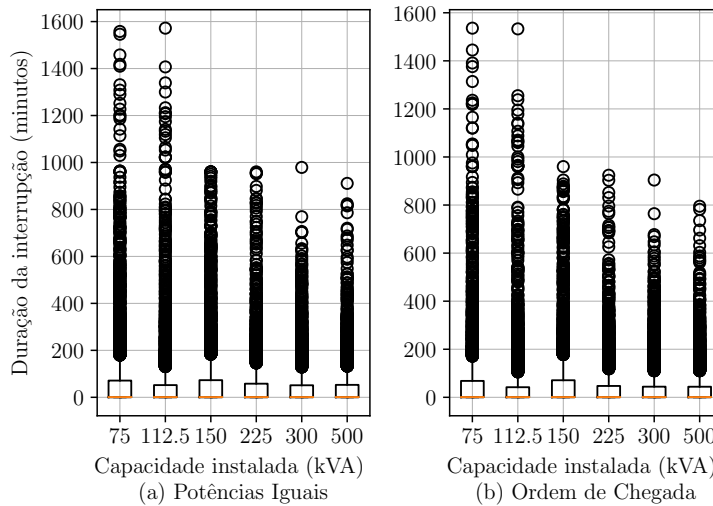 1600
1400
1200
1000
800
600
400
200
0
Duração da interrupção (minutos)
75 112.5 150 225 300 500
Capacidade instalada (kVA)
(a) Potências Iguais
1600
1400
1200
1000
800
600
400
200
0
75 112.5 150 225 300 500
Capacidade instalada (kVA)
(b) Ordem de Chegada